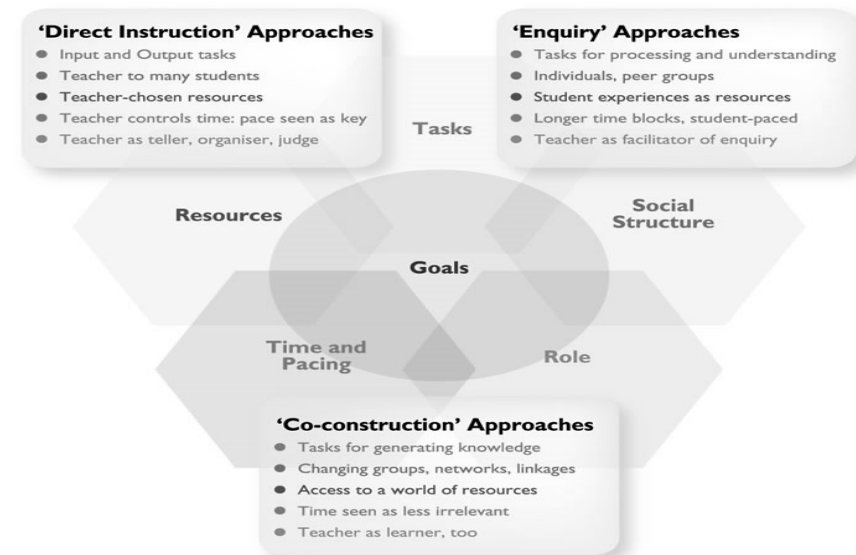 ‘Direct Instruction’ Approaches
Input and Output tasks
Teacher to many students
Teacher-chosen resources
Teacher controls time: pace seen as key
Teacher as teller, organiser, judge
‘Enquiry’ Approaches
Tasks for processing and understanding
Individuals, peer groups
Student experiences as resources
Longer time blocks, student-paced
Teacher as facilitator of enquiry
Tasks
Resources
Social
Structure
Goals
Time and
Pacing
Role
‘Co-construction’ Approaches
Tasks for generating knowledge
Changing groups, networks, linkages
Access to a world of resources
Time seen as less irrelevant
Teacher as learner, too